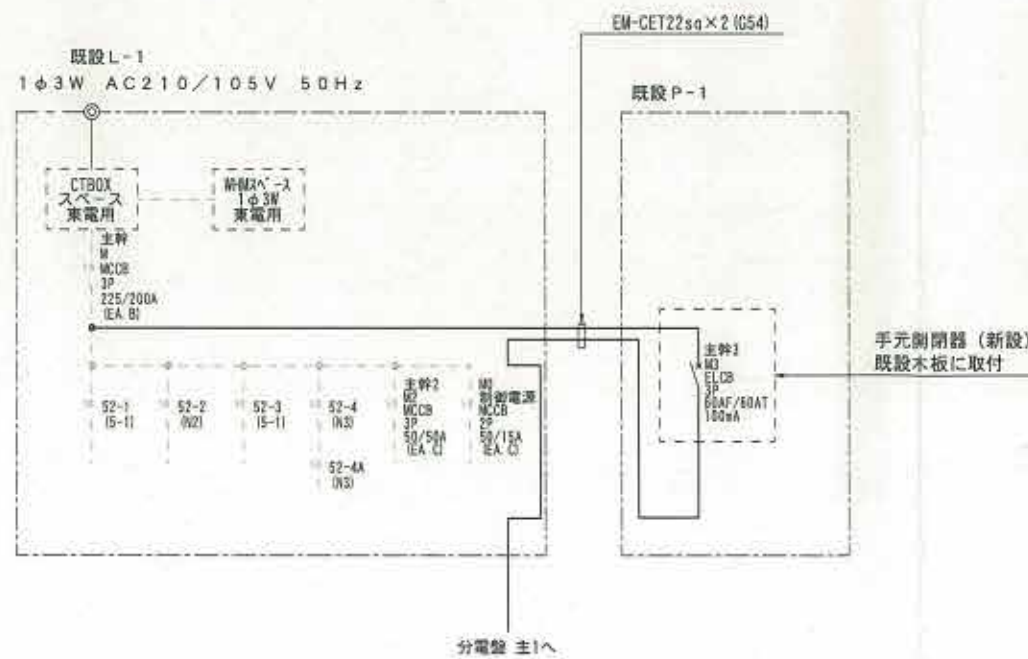 EM-CET22sq×2(G54)
既設L-1
1φ3W AC210/105V 50Hz
既設P-1
CTBOX
スペース
東電用
WHMスペース
1φ3W
東電用
主幹
M
MCCB
3P
225/200A
(EA.B)
主幹3
M3
ELCB
3P
60AF/60AT
100mA
手元開閉器(新設)
既設木板に取付
52-1
(S-1)
52-2
(N2)
52-3
(S-1)
52-4
(N3)
52-4A
(N3)
主幹2
M2
MCCB
3P
50/50A
(EA.C)
制御電源
MCCB
2P
50/15A
(EA.C)
分電盤 主1へ